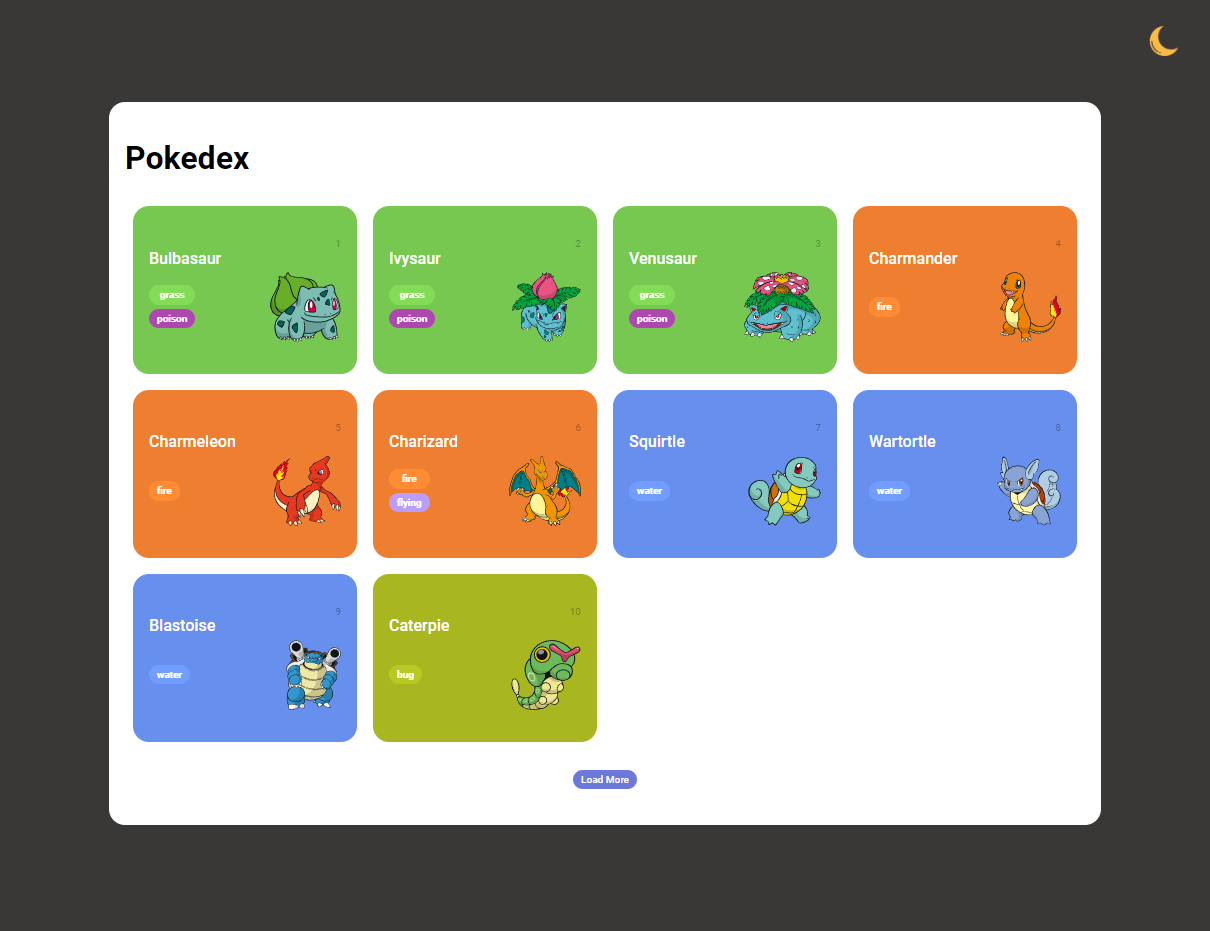 Pokedex
1
Bulbasaur
grass
poison
2
Ivysaur
grass
poison
3
Venusaur
grass
poison
4
Charmander
fire
5
Charmeleon
fire
6
Charizard
fire
flying
7
Squirtle
water
8
Wartortle
water
9
Blastoise
water
10
Caterpie
bug
Load More